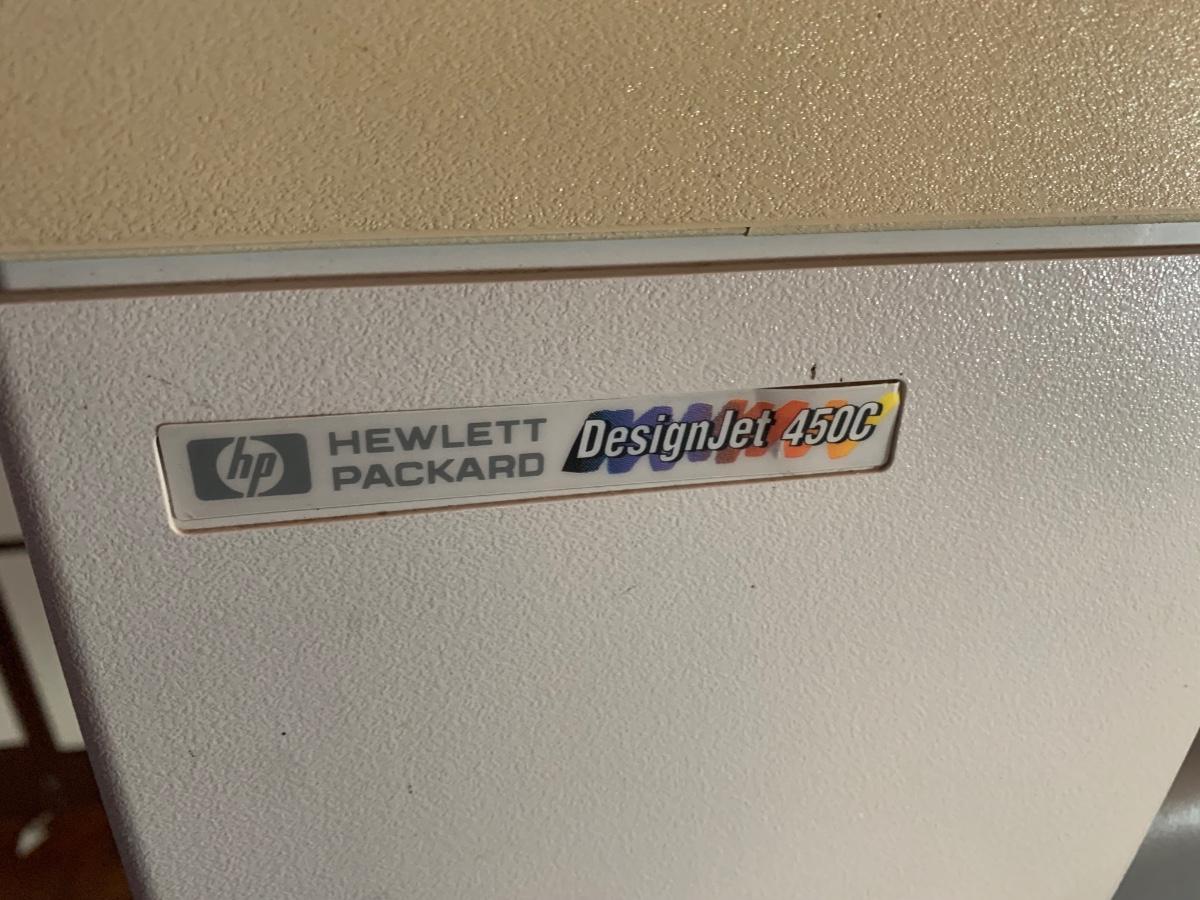 hp
HEWLETT
PACKARD
DesignJet 450C